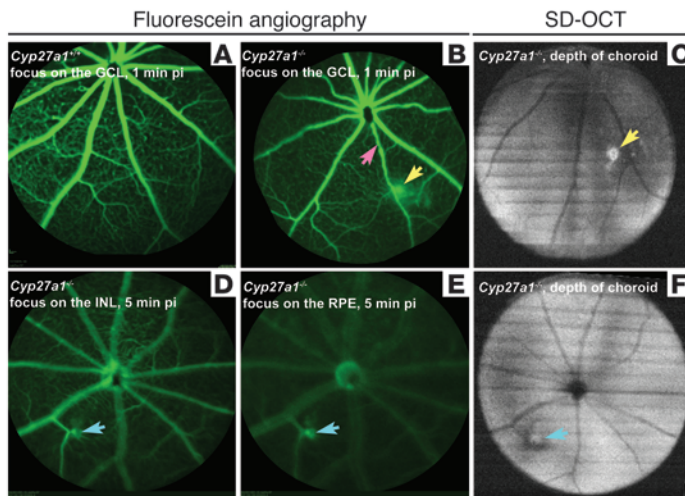 Fluorescein angiography
SD-OCT
Cyp27a1+/+
focus on the GCL, 1 min pi
A
Cyp27a1-/-
focus on the GCL, 1 min pi
B
Cyp27a1-/-, depth of choroid
C
Cyp27a1-/-
focus on the INL, 5 min pi
D
Cyp27a1-/-
focus on the RPE, 5 min pi
E
Cyp27a1-/-, depth of choroid
F